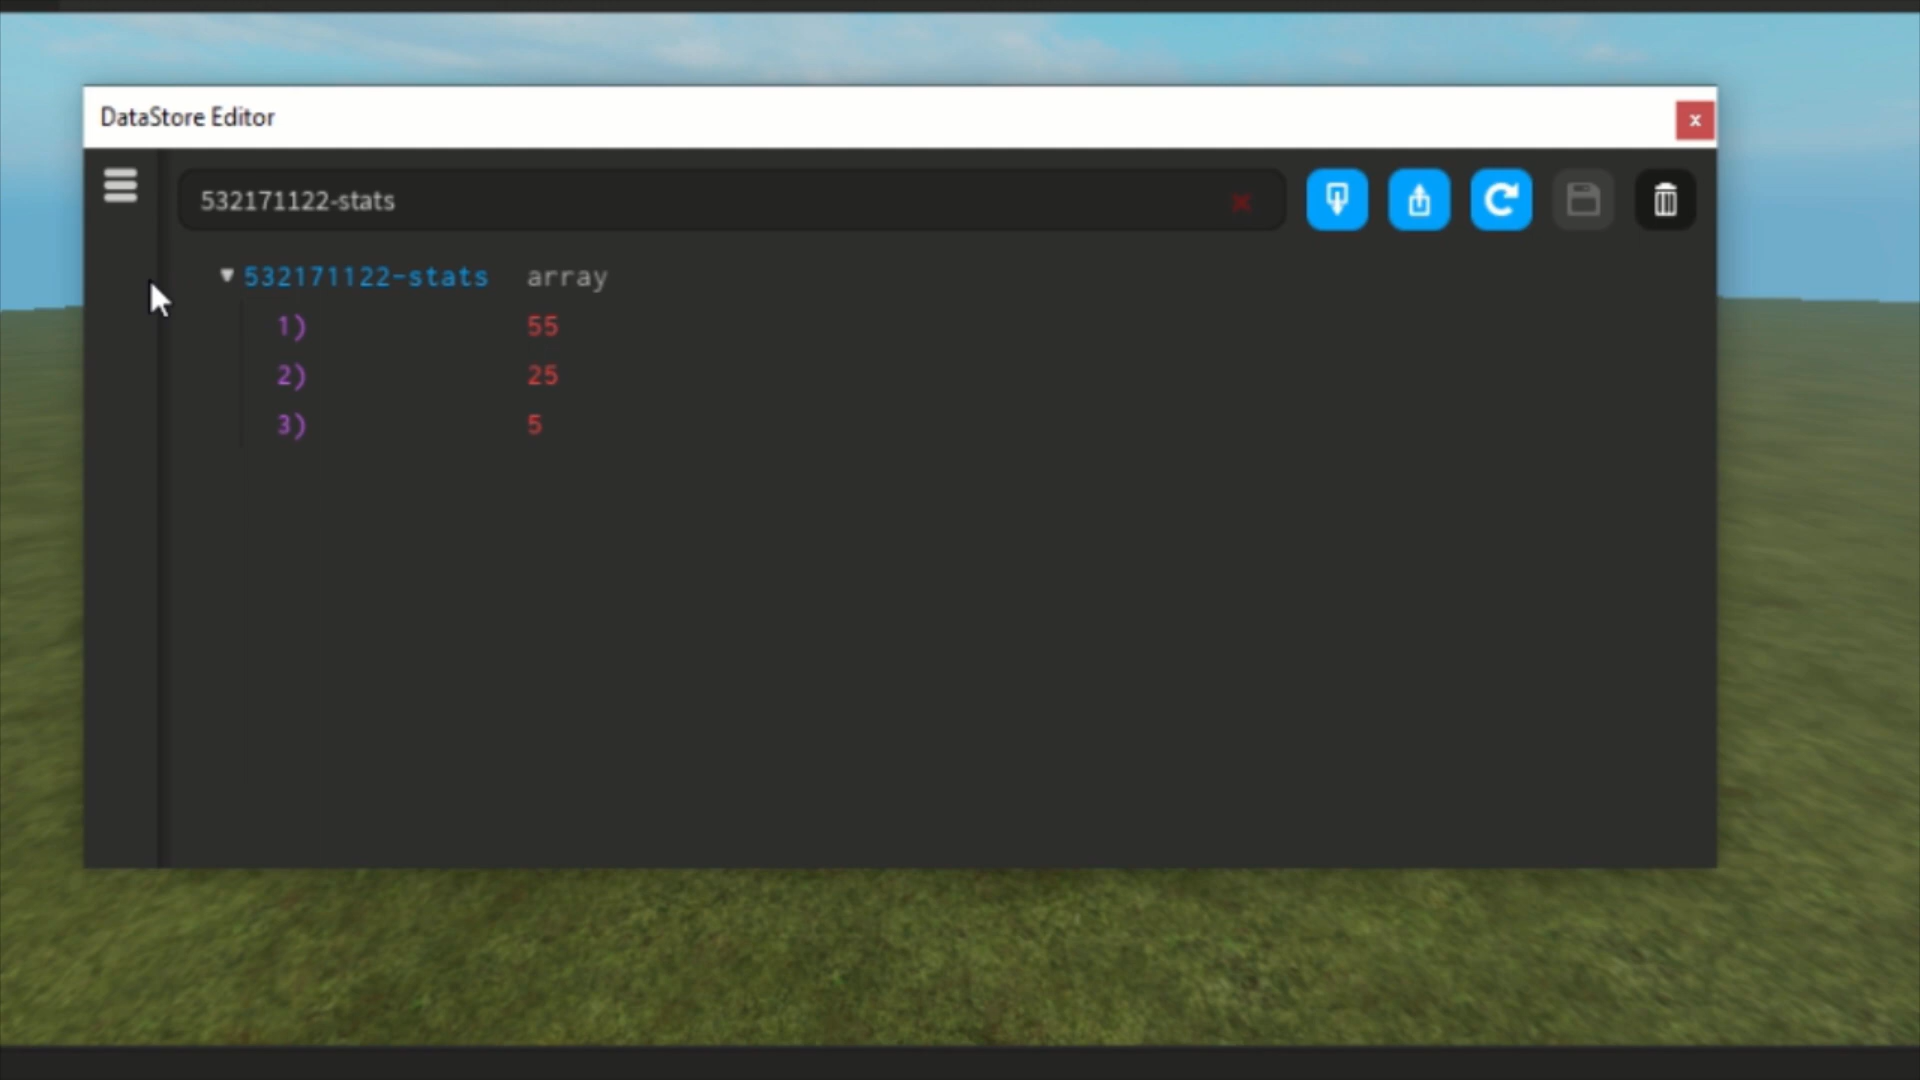 DataStore Editor
x
532171122-stats
532171122-stats array
1) 55
2) 25
3) 5